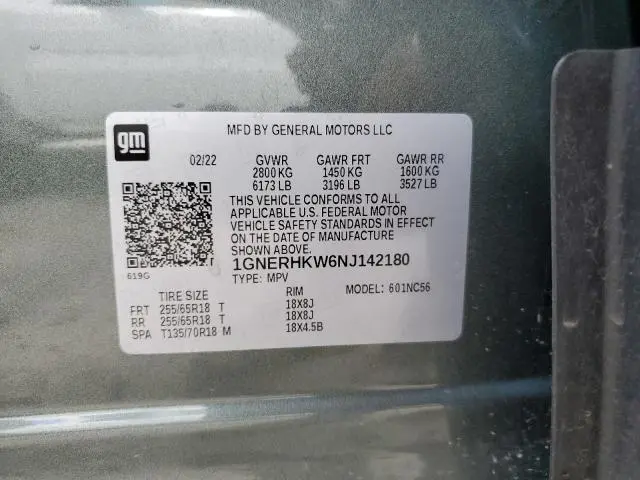 gm
MFD BY GENERAL MOTORS LLC
02/22 GVWR GAWR FRT GAWR RR
2800 KG 1450 KG 1600 KG
6173 LB 3196 LB 3527 LB
THIS VEHICLE CONFORMS TO ALL
APPLICABLE U.S. FEDERAL MOTOR
VEHICLE SAFETY STANDARDS IN EFFECT
ON THE DATE OF MANUFACTURE
SHOWN ABOVE.
619G
1GNERHKW6NJ142180
TYPE: MPV
MODEL: 601NC56
TIRE SIZE RIM
FRT 255/65R18 T 18X8J
RR 255/65R18 T 18X8J
SPA T135/70R18 M 18X4.5B